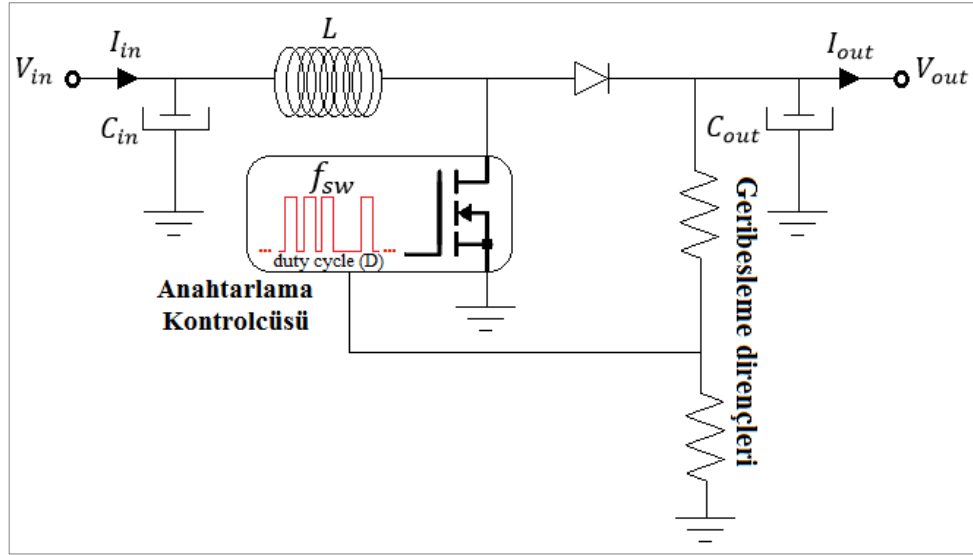 V_in
I_in
L
I_out
V_out
C_in
C_out
f_sw
... ...
duty cycle (D)
Anahtarlama
Kontrolcüsü
Geribesleme dirençleri